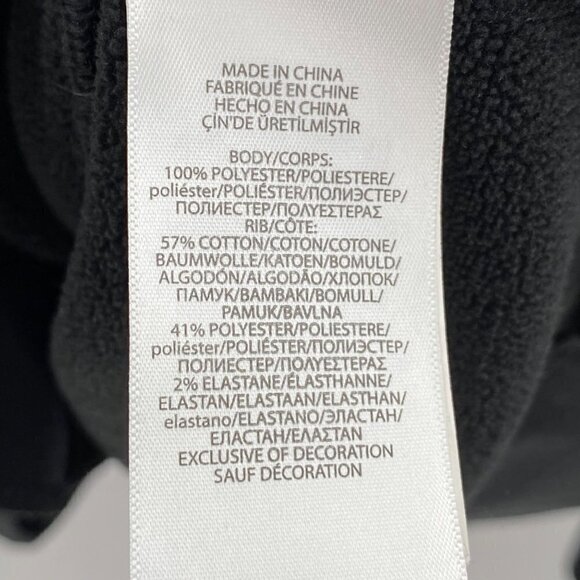 MADE IN CHINA
FABRIQUÉ EN CHINE
HECHO EN CHINA
ÇİN'DE ÜRETİLMİŞTİR
BODY/CORPS:
100% POLYESTER/POLIESTERE/
poliéster/POLIÉSTER/ПОЛИЭСТЕР/
ПОЛИЕСТЕР/ΠΟΛΥΕΣΤΕΡΑΣ
RIB/CÔTE:
57% COTTON/COTON/COTONE/
BAUMWOLLE/KATOEN/BOMULD/
ALGODÓN/ALGODÃO/ХЛОПОК/
ПАМУК/ΒΑΜΒΑΚΙ/BOMULL/
PAMUK/BAVLNA
41% POLYESTER/POLIESTERE/
poliéster/POLIÉSTER/ПОЛИЭСТЕР/
ПОЛИЕСТЕР/ΠΟΛΥΕΣΤΕΡΑΣ
2% ELASTANE/ÉLASTHANNE/
ELASTAN/ELASTAAN/ELASTHAN/
elastano/ELASTANO/ЭЛАСТАН/
ЕЛАСТАН/ΕΛΑΣΤΑΝ
EXCLUSIVE OF DECORATION
SAUF DÉCORATION